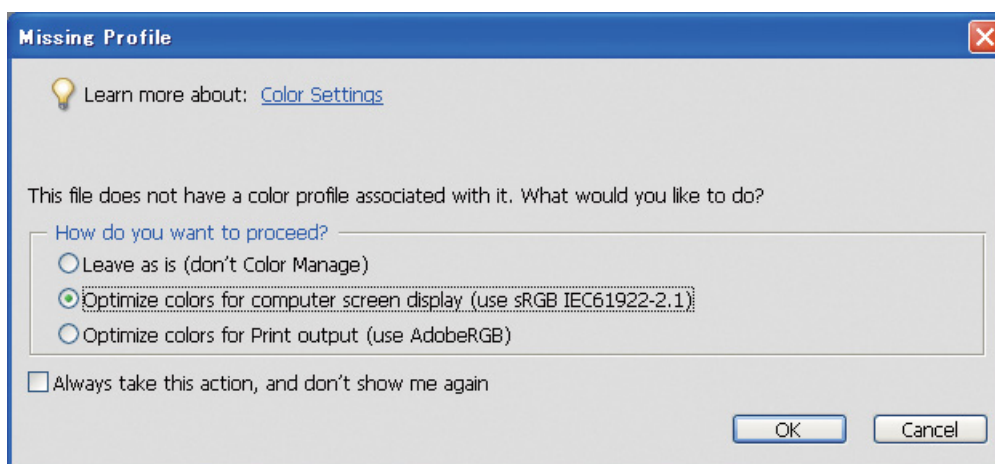 Missing Profile
Learn more about: Color Settings
This file does not have a color profile associated with it. What would you like to do?
How do you want to proceed?
Leave as is (don't Color Manage)
Optimize colors for computer screen display (use sRGB IEC61922-2.1)
Optimize colors for Print output (use AdobeRGB)
Always take this action, and don't show me again
OK Cancel